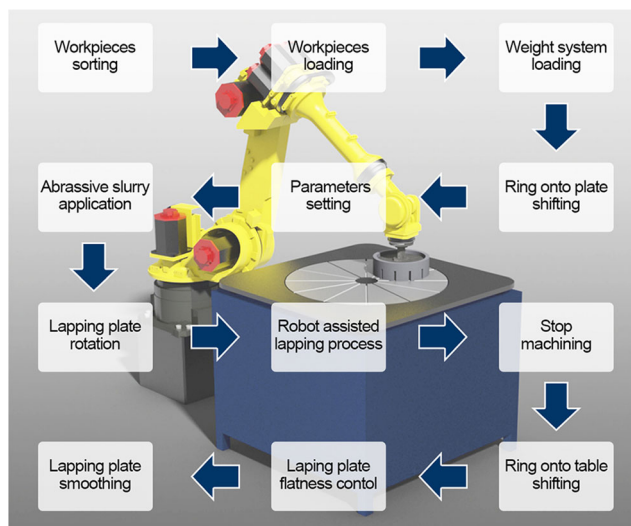 Workpieces
sorting
Workpieces
loading
Weight system
loading
Abrassive slurry
application
Parameters
setting
Ring onto plate
shifting
Lapping plate
rotation
Robot assisted
lapping process
Stop
machining
Lapping plate
smoothing
Laping plate
flatness contol
Ring onto table
shifting